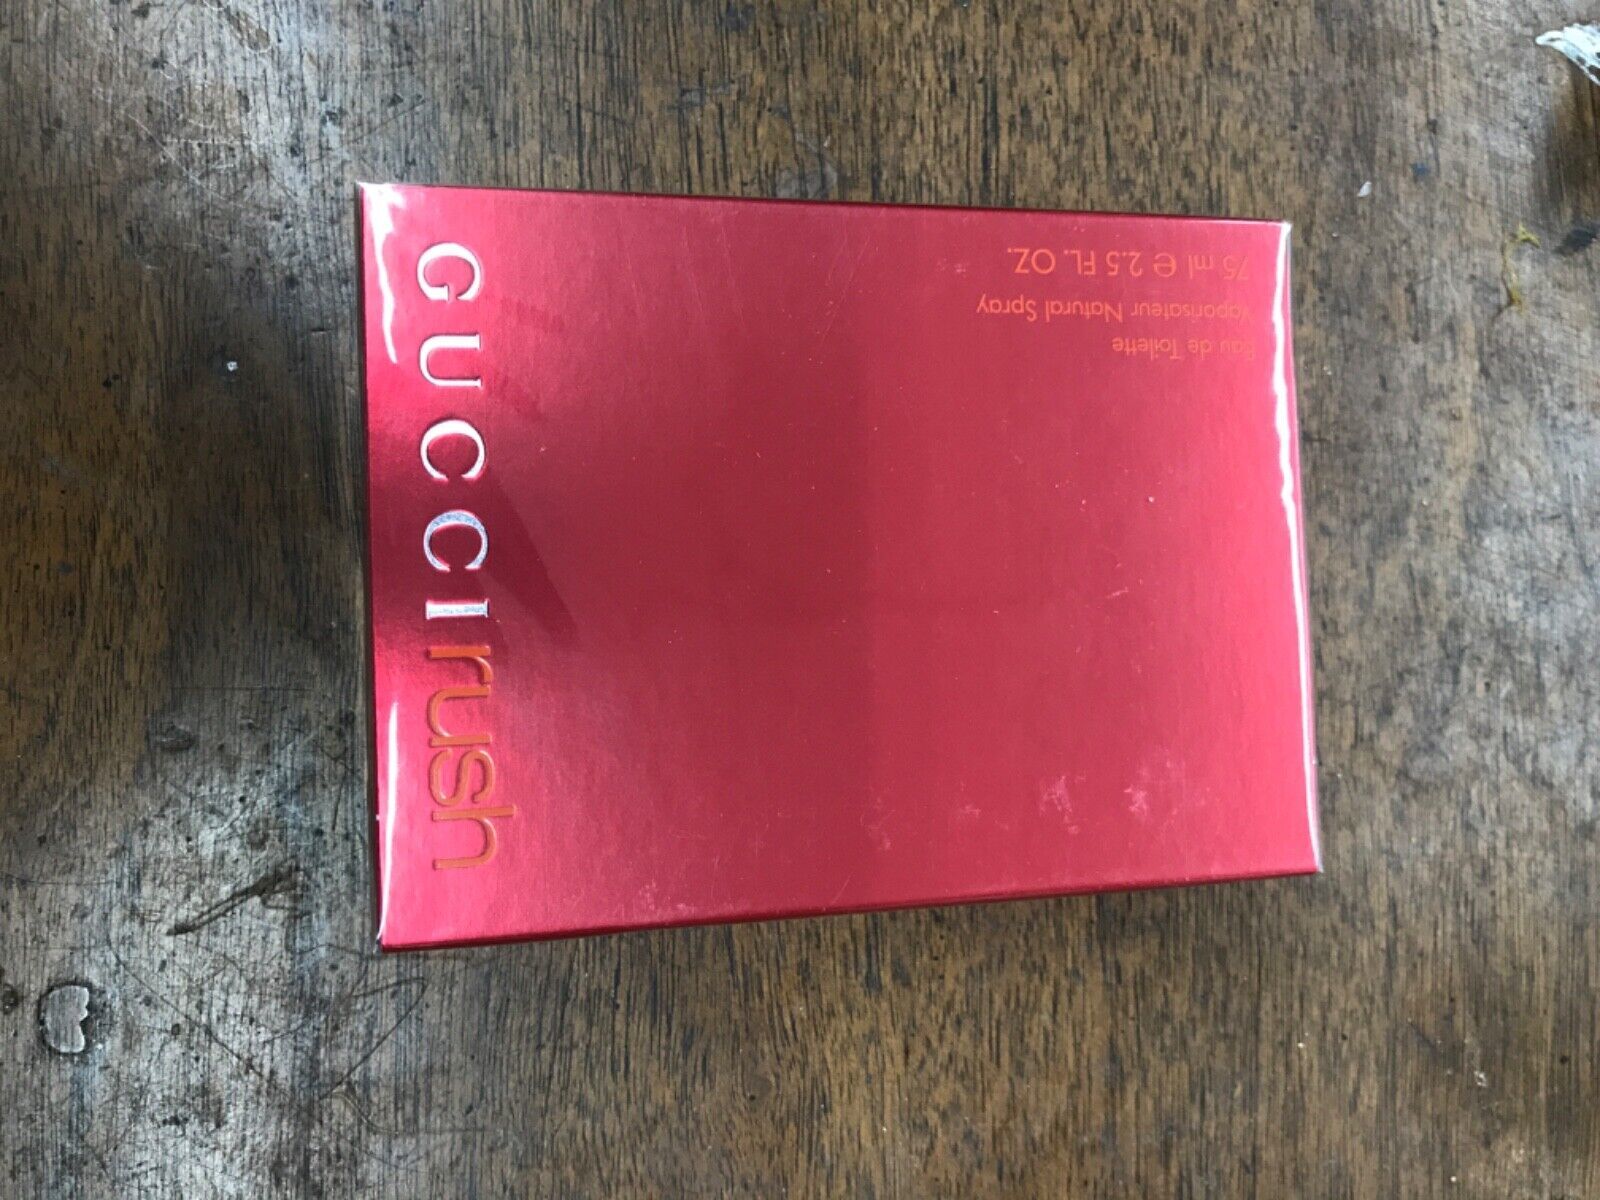 GUCCI rush
Eau de Toilette
Vaporisateur Natural Spray
75 ml ℮ 2.5 FL. OZ.